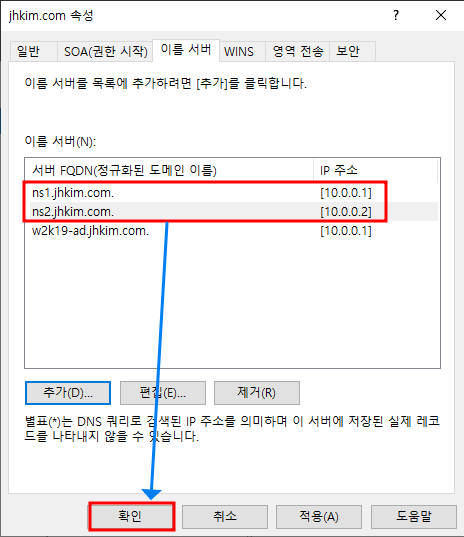 jhkim.com 속성
?
일반 SOA(권한 시작) 이름 서버 WINS 영역 전송 보안
이름 서버를 목록에 추가하려면 [추가]를 클릭합니다.
이름 서버(N):
서버 FQDN(정규화된 도메인 이름) IP 주소
ns1.jhkim.com. [10.0.0.1]
ns2.jhkim.com. [10.0.0.2]
w2k19-ad.jhkim.com. [10.0.0.1]
추가(D)... 편집(E)... 제거(R)
별표(*)는 DNS 쿼리로 검색된 IP 주소를 의미하며 이 서버에 저장된 실제 레코
드를 나타내지 않을 수 있습니다.
확인 취소 적용(A) 도움말